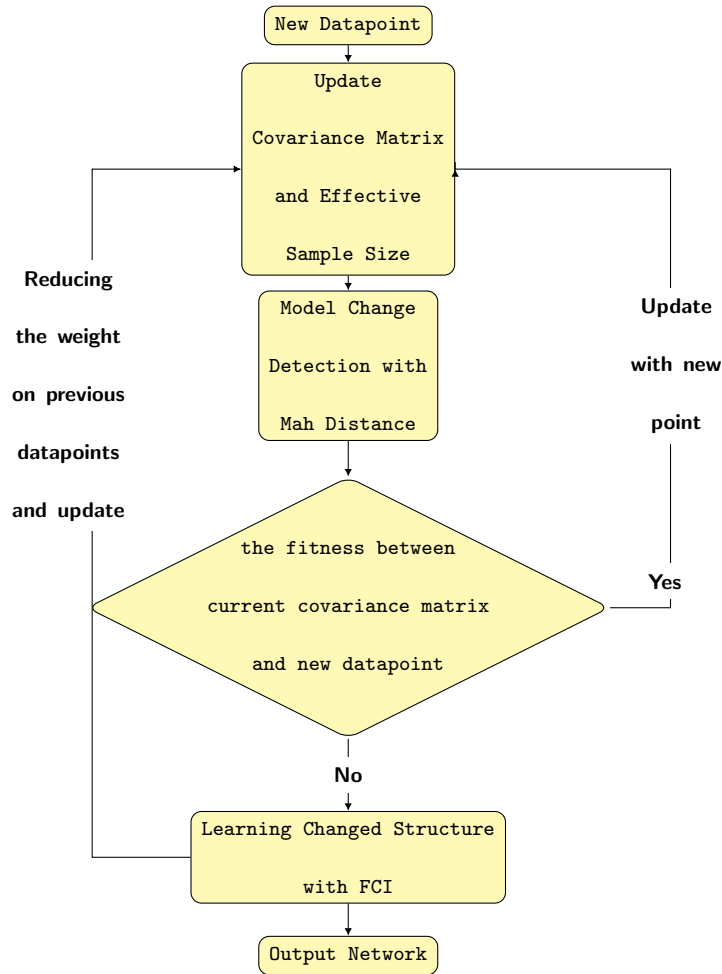 New Datapoint
Update
Covariance Matrix
and Effective
Sample Size
Reducing
the weight
on previous
datapoints
and update
Model Change
Detection with
Mah Distance
Update
with new
point
the fitness between
current covariance matrix
and new datapoint
Yes
No
Learning Changed Structure
with FCI
Output Network